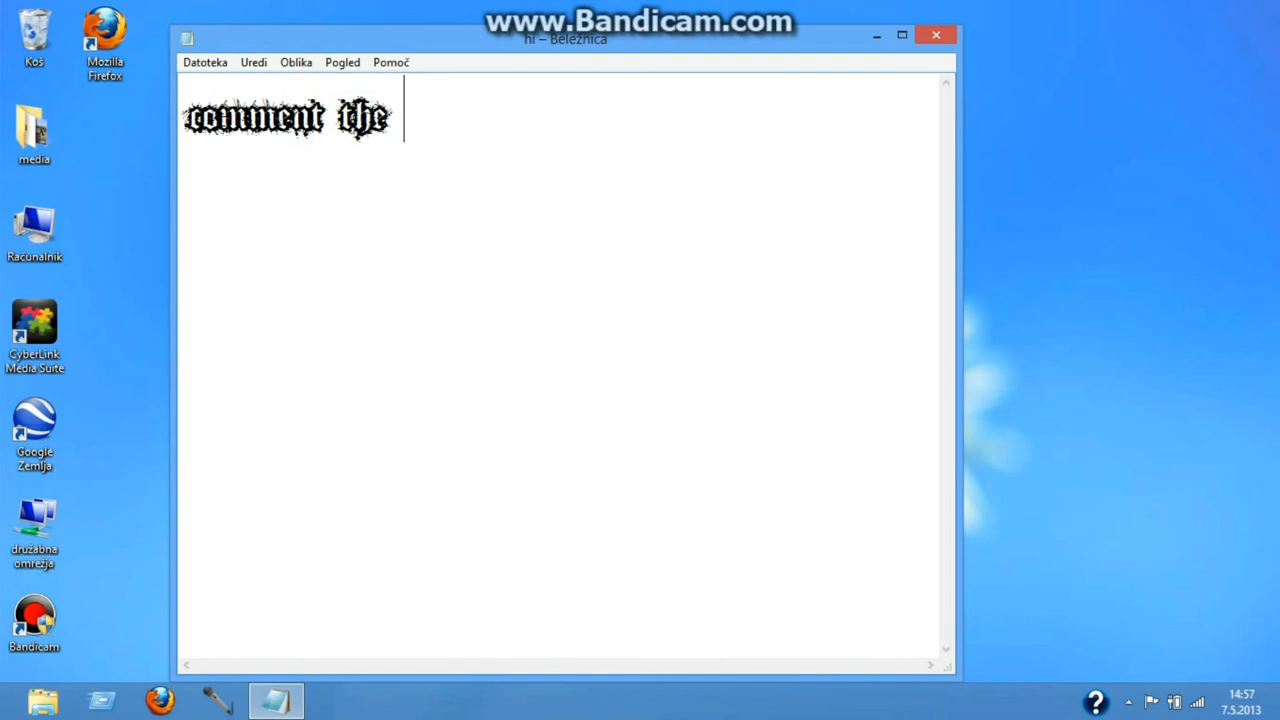 www.Bandicam.com
hi – Beležnica
Datoteka Uredi Oblika Pogled Pomoč
comment the
Koš
Mozilla
Firefox
media
Računalnik
CyberLink
Media Suite
Google
Zemlja
družabna
omrežja
Bandicam
14:57
7.5.2013